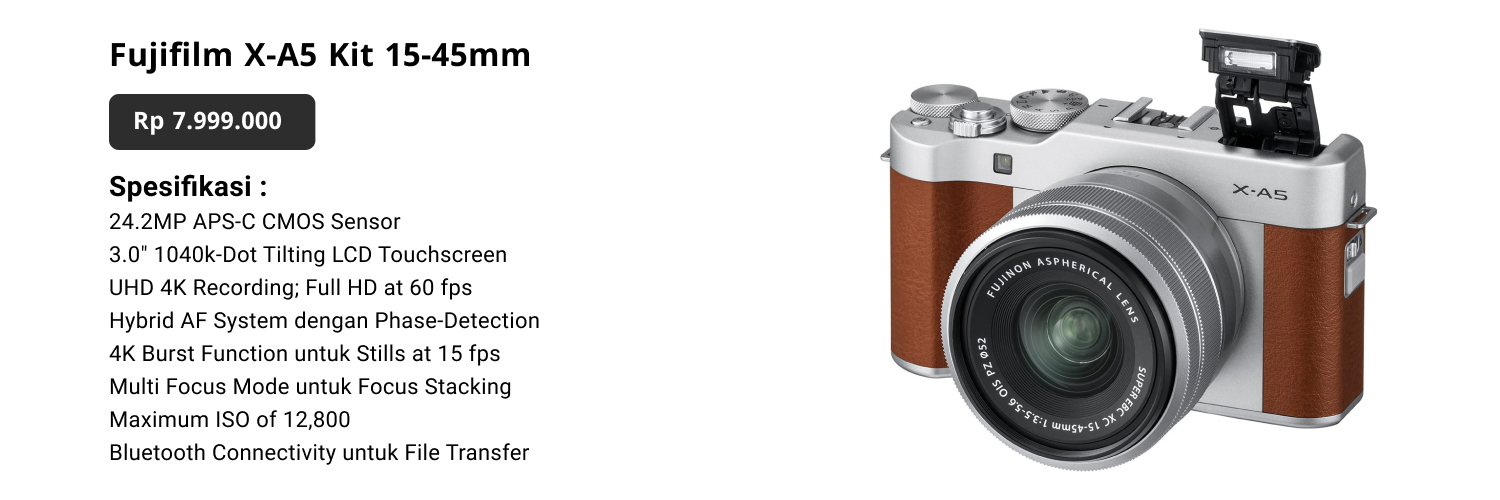 Fujifilm X-A5 Kit 15-45mm
Rp 7.999.000
Spesifikasi :
24.2MP APS-C CMOS Sensor
3.0" 1040k-Dot Tilting LCD Touchscreen
UHD 4K Recording; Full HD at 60 fps
Hybrid AF System dengan Phase-Detection
4K Burst Function untuk Stills at 15 fps
Multi Focus Mode untuk Focus Stacking
Maximum ISO of 12,800
Bluetooth Connectivity untuk File Transfer
X-A5
FUJINON ASPHERICAL LENS
SUPER EBC XC 15-45mm 1:3.5-5.6 OIS PZ ø52